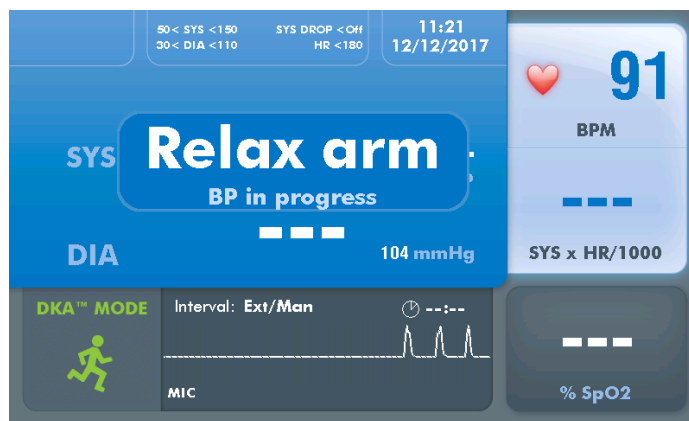 50< SYS <150 SYS DROP <Off
30< DIA <110 HR <180
11:21
12/12/2017
91
BPM
SYS
Relax arm
BP in progress
---
---
DIA
104 mmHg
SYS x HR/1000
DKA™ MODE
Interval: Ext/Man
--:--
MIC
---
% SpO2